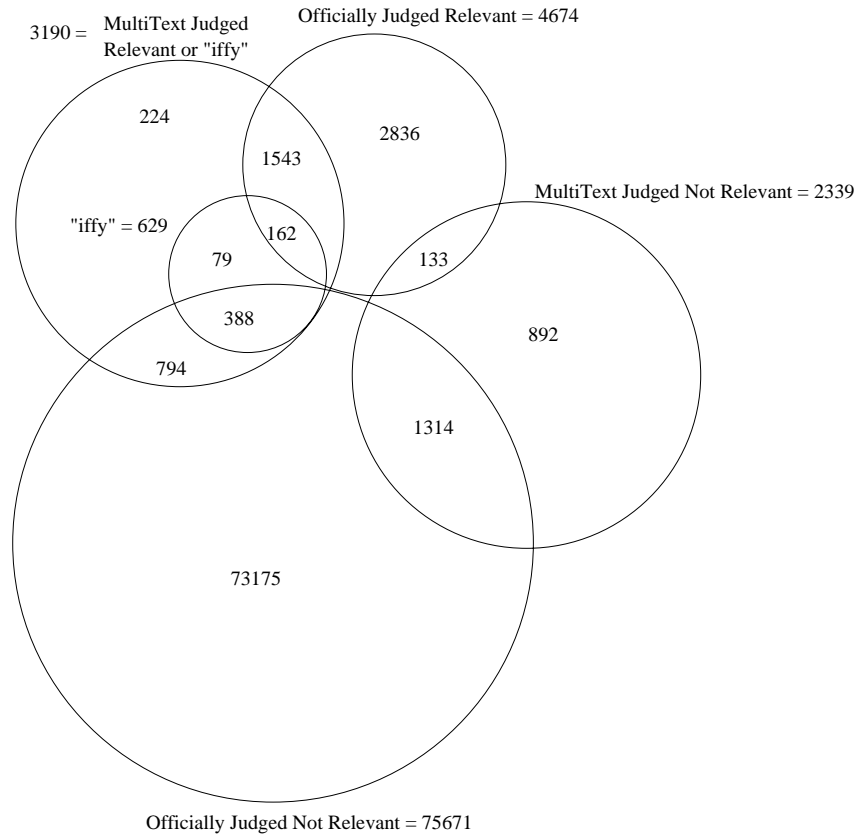 Officially Judged Relevant = 4674
3190 = MultiText Judged
Relevant or "iffy"
224
2836
1543
MultiText Judged Not Relevant = 2339
"iffy" = 629
162
79
133
388
892
794
1314
73175
Officially Judged Not Relevant = 75671